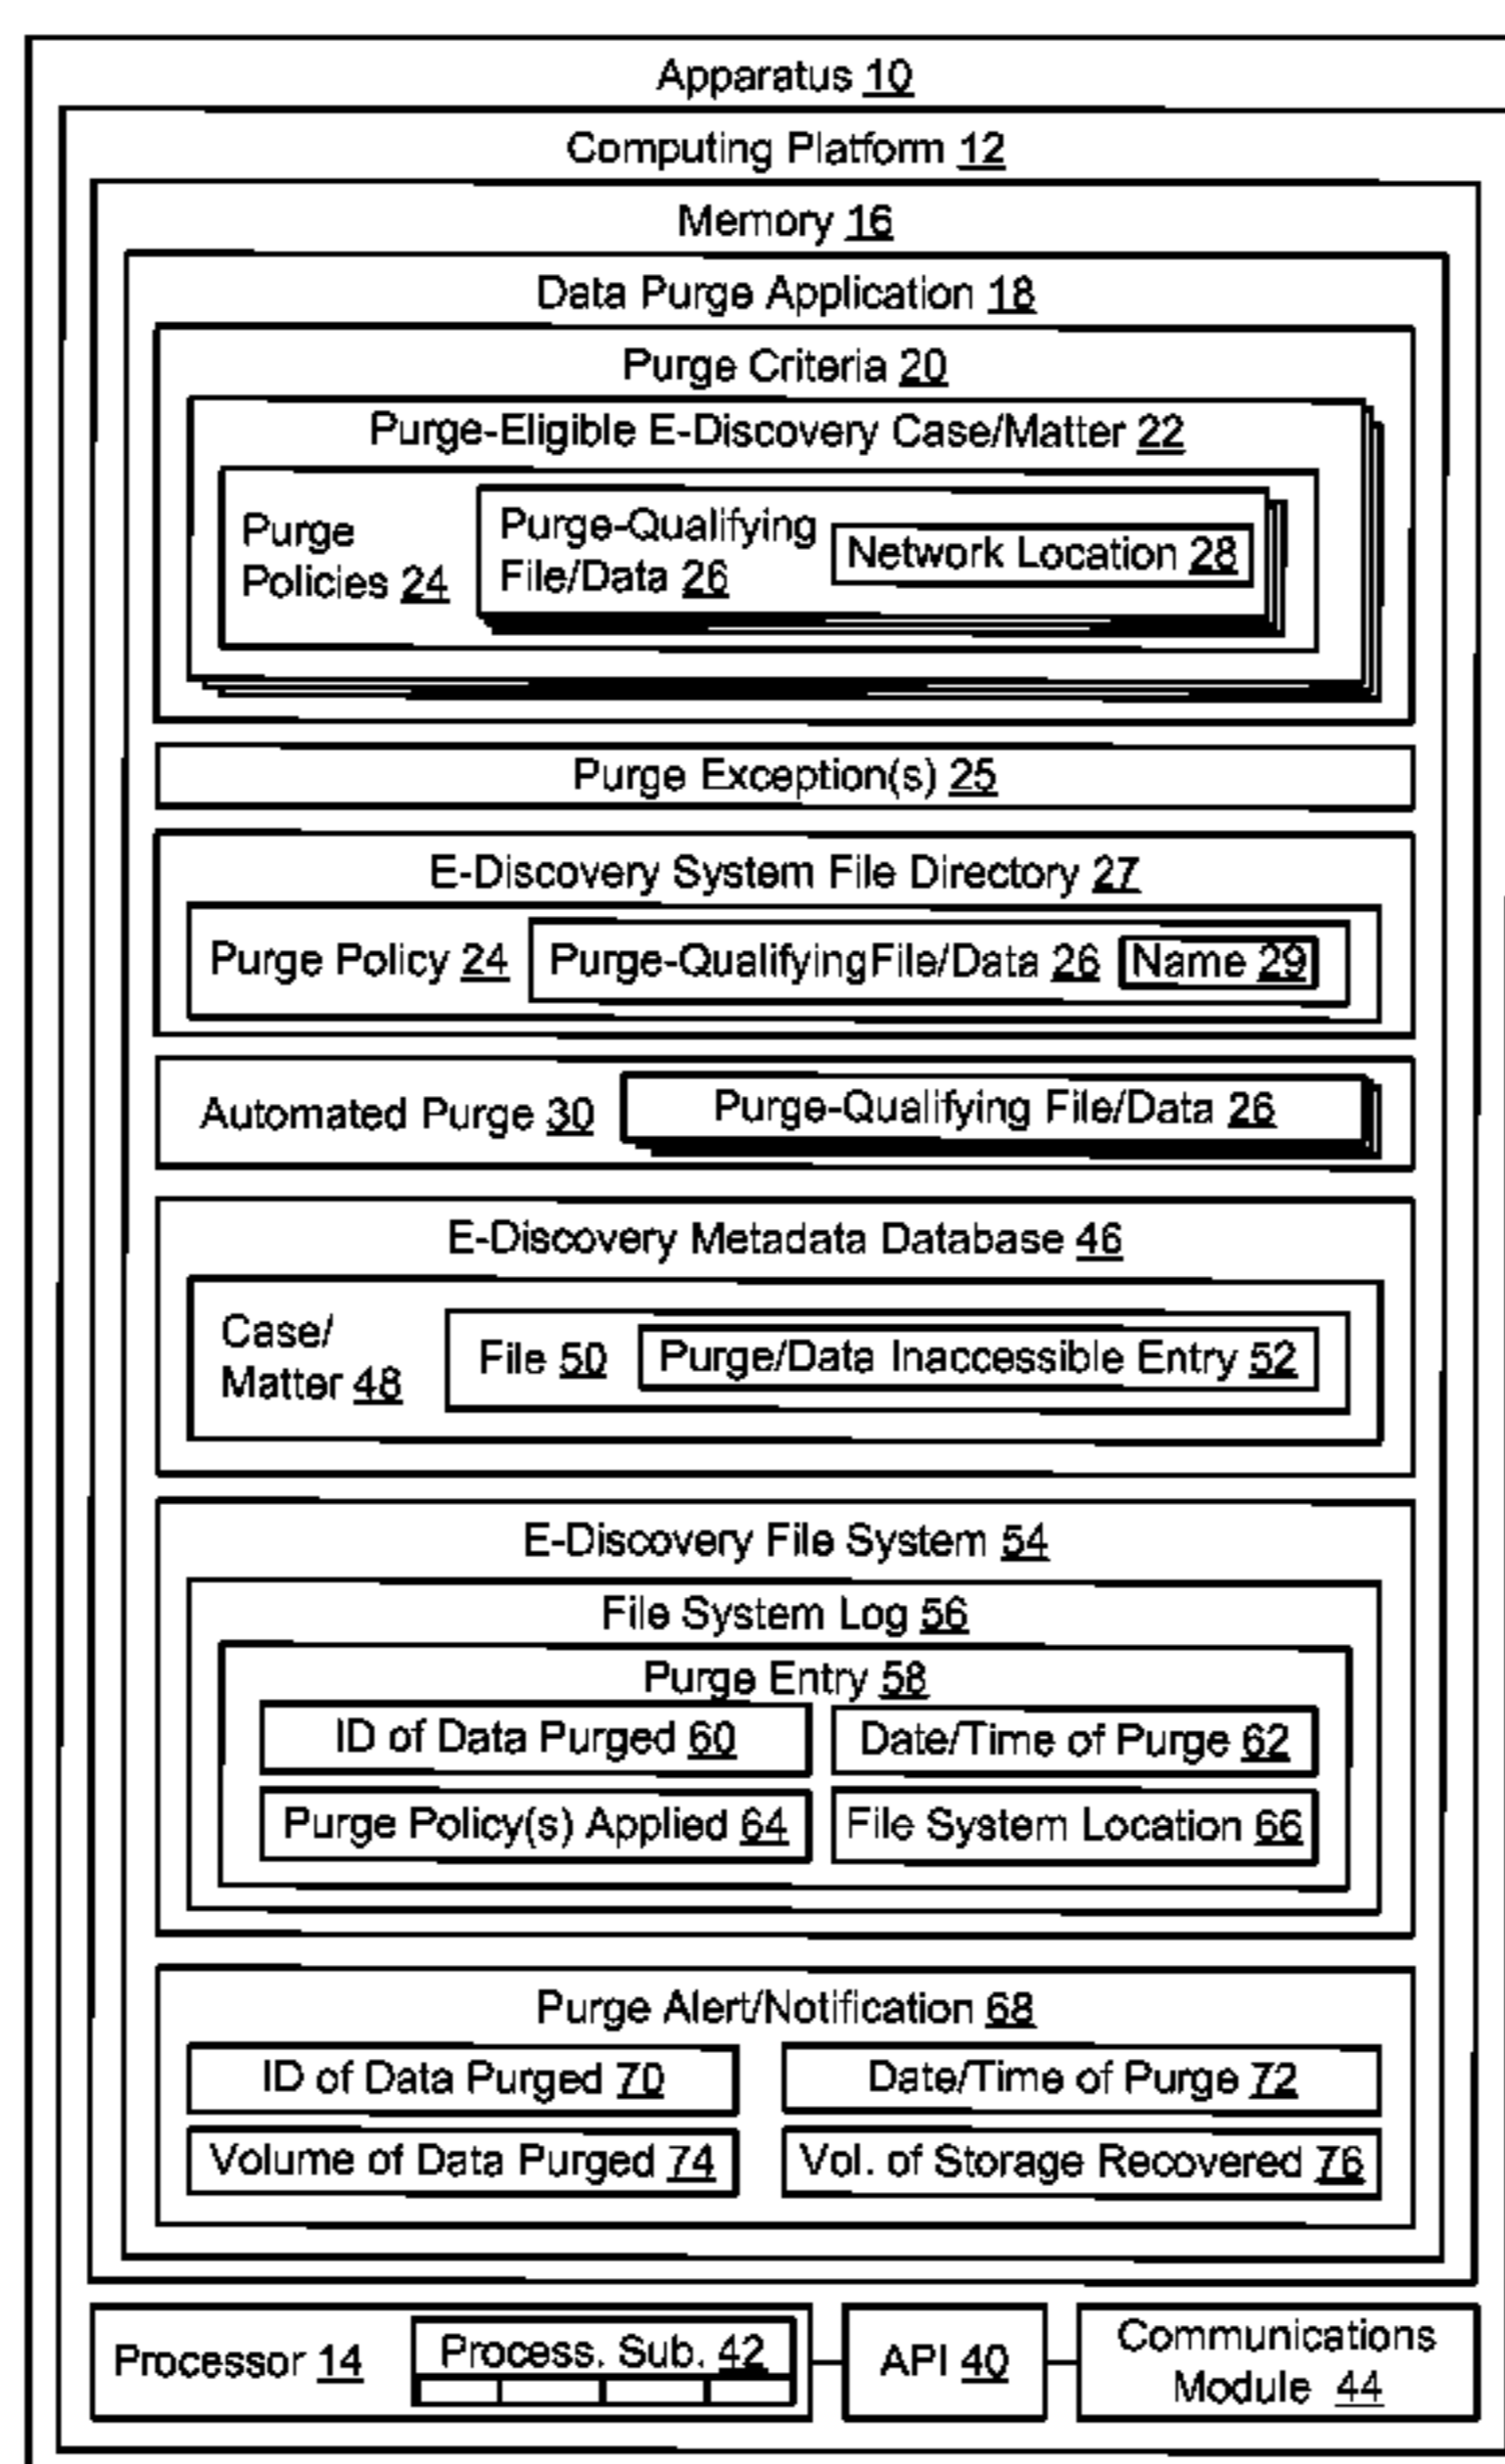 Apparatus 10
Computing Platform 12
Memory 16
Data Purge Application 18
Purge Criteria 20
Purge-Eligible E-Discovery Case/Matter 22
Purge
Policies 24
Purge-Qualifying
File/Data 26
Network Location 28
Purge Exception(s) 25
E-Discovery System File Directory 27
Purge Policy 24
Purge-QualifyingFile/Data 26
Name 29
Automated Purge 30
Purge-Qualifying File/Data 26
E-Discovery Metadata Database 46
Case/
Matter 48
File 50
Purge/Data Inaccessible Entry 52
E-Discovery File System 54
File System Log 56
Purge Entry 58
ID of Data Purged 60
Date/Time of Purge 62
Purge Policy(s) Applied 64
File System Location 66
Purge Alert/Notification 68
ID of Data Purged 70
Date/Time of Purge 72
Volume of Data Purged 74
Vol. of Storage Recovered 76
Processor 14
Process. Sub. 42
API 40
Communications
Module 44